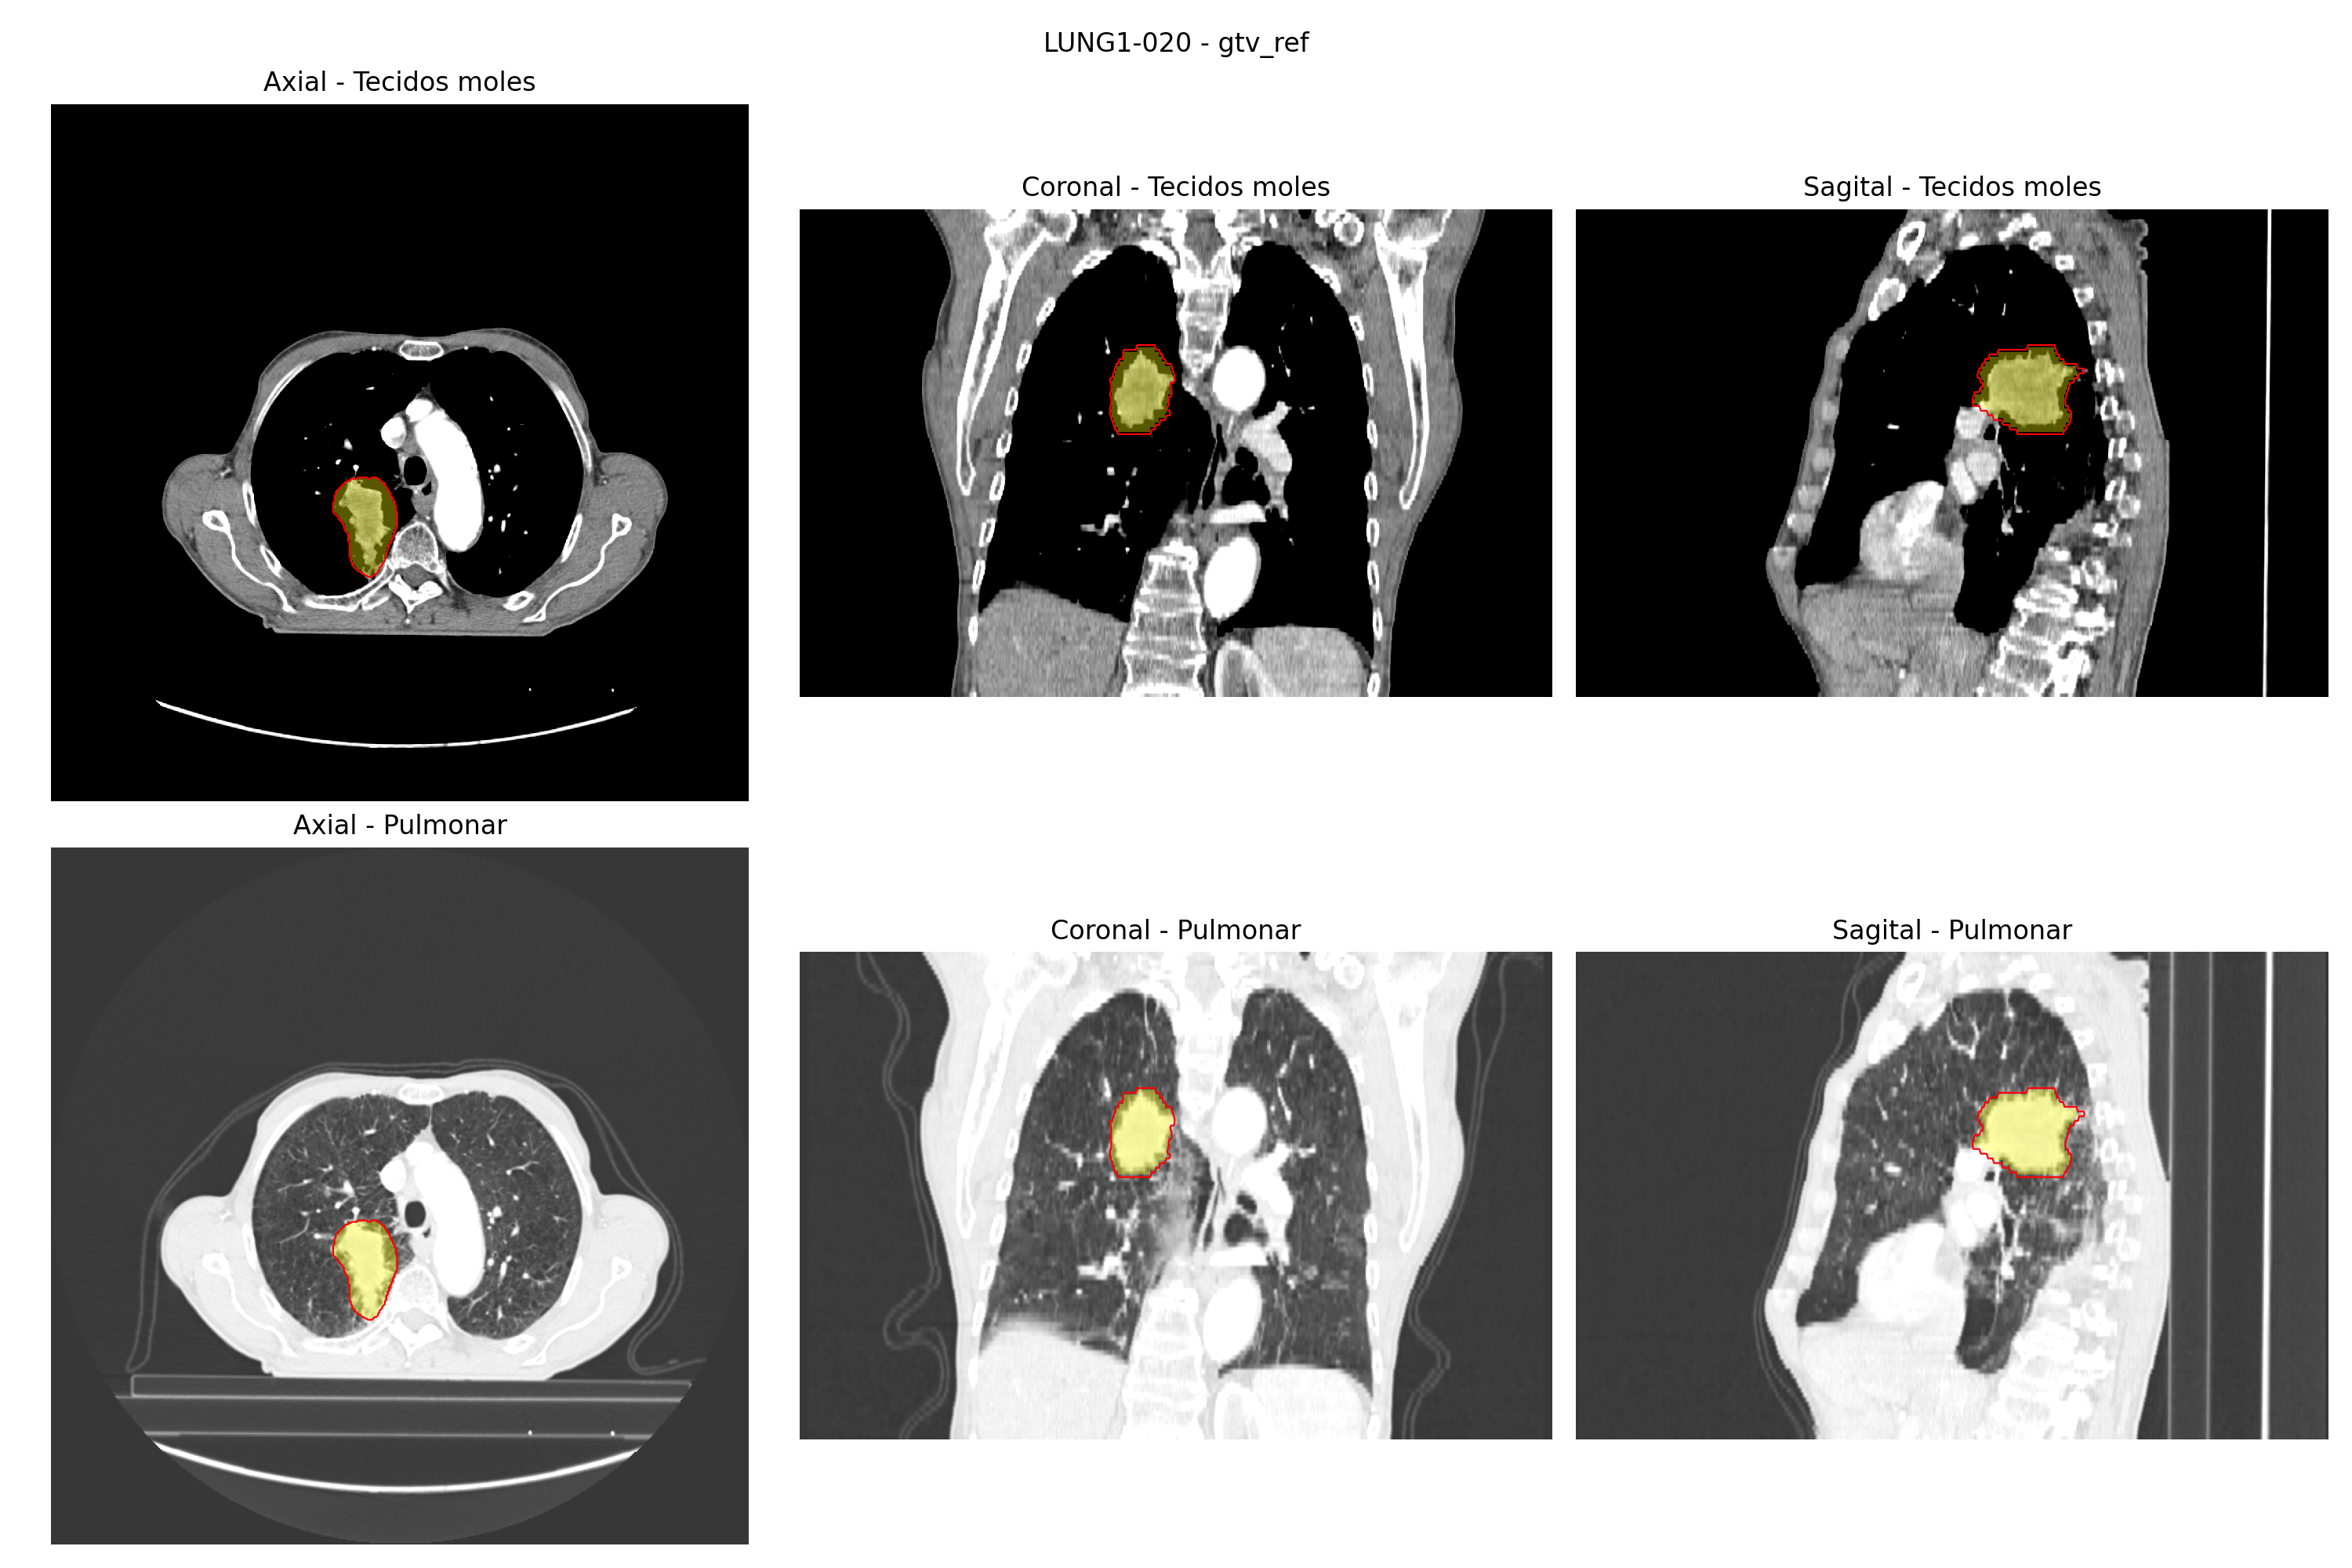 LUNG1-020 - gtv_ref
Axial - Tecidos moles
Coronal - Tecidos moles
Sagital - Tecidos moles
Axial - Pulmonar
Coronal - Pulmonar
Sagital - Pulmonar